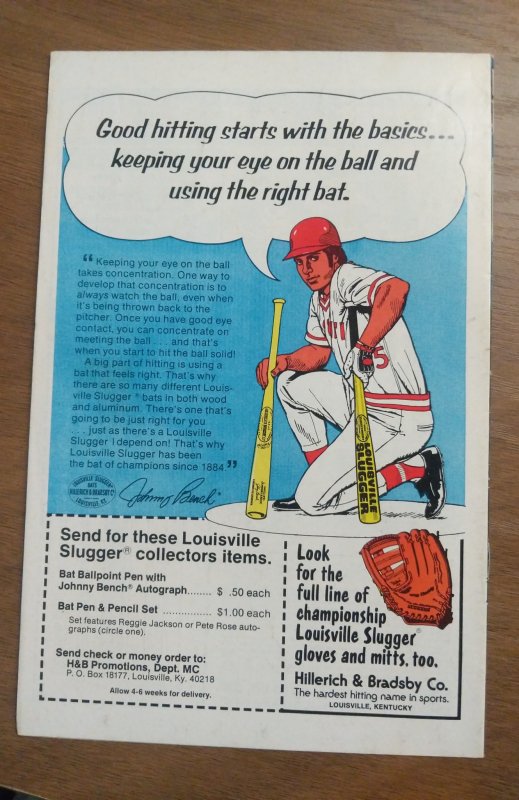 Good hitting starts with the basics...
keeping your eye on the ball and
using the right bat.
“Keeping your eye on the ball
takes concentration. One way to
develop that concentration is to
always watch the ball, even when
it's being thrown back to the
pitcher. Once you have good eye
contact, you can concentrate on
meeting the ball . . . and that's
when you start to hit the ball solid!
A big part of hitting is using a
bat that feels right. That's why
there are so many different Louis-
ville Slugger® bats in both wood
and aluminum. There's one that's
going to be just right for you
. . . just as there's a Louisville
Slugger I depend on! That's why
Louisville Slugger has been
the bat of champions since 1884.”
LOUISVILLE SLUGGER
BATS
HILLERICH & BRADSBY Co
LOUISVILLE, KY.
Johnny Bench
5
LOUISVILLE
SLUGGER
Send for these Louisville
Slugger® collectors items.
Bat Ballpoint Pen with
Johnny Bench® Autograph........ $ .50 each
Bat Pen & Pencil Set ............... $1.00 each
Set features Reggie Jackson or Pete Rose auto-
graphs (circle one).
Send check or money order to:
H&B Promotions, Dept. MC
P. O. Box 18177, Louisville, Ky. 40218
Allow 4-6 weeks for delivery.
Look
for the
full line of
championship
Louisville Slugger®
gloves and mitts, too.
Hillerich & Bradsby Co.
The hardest hitting name in sports.
LOUISVILLE, KENTUCKY